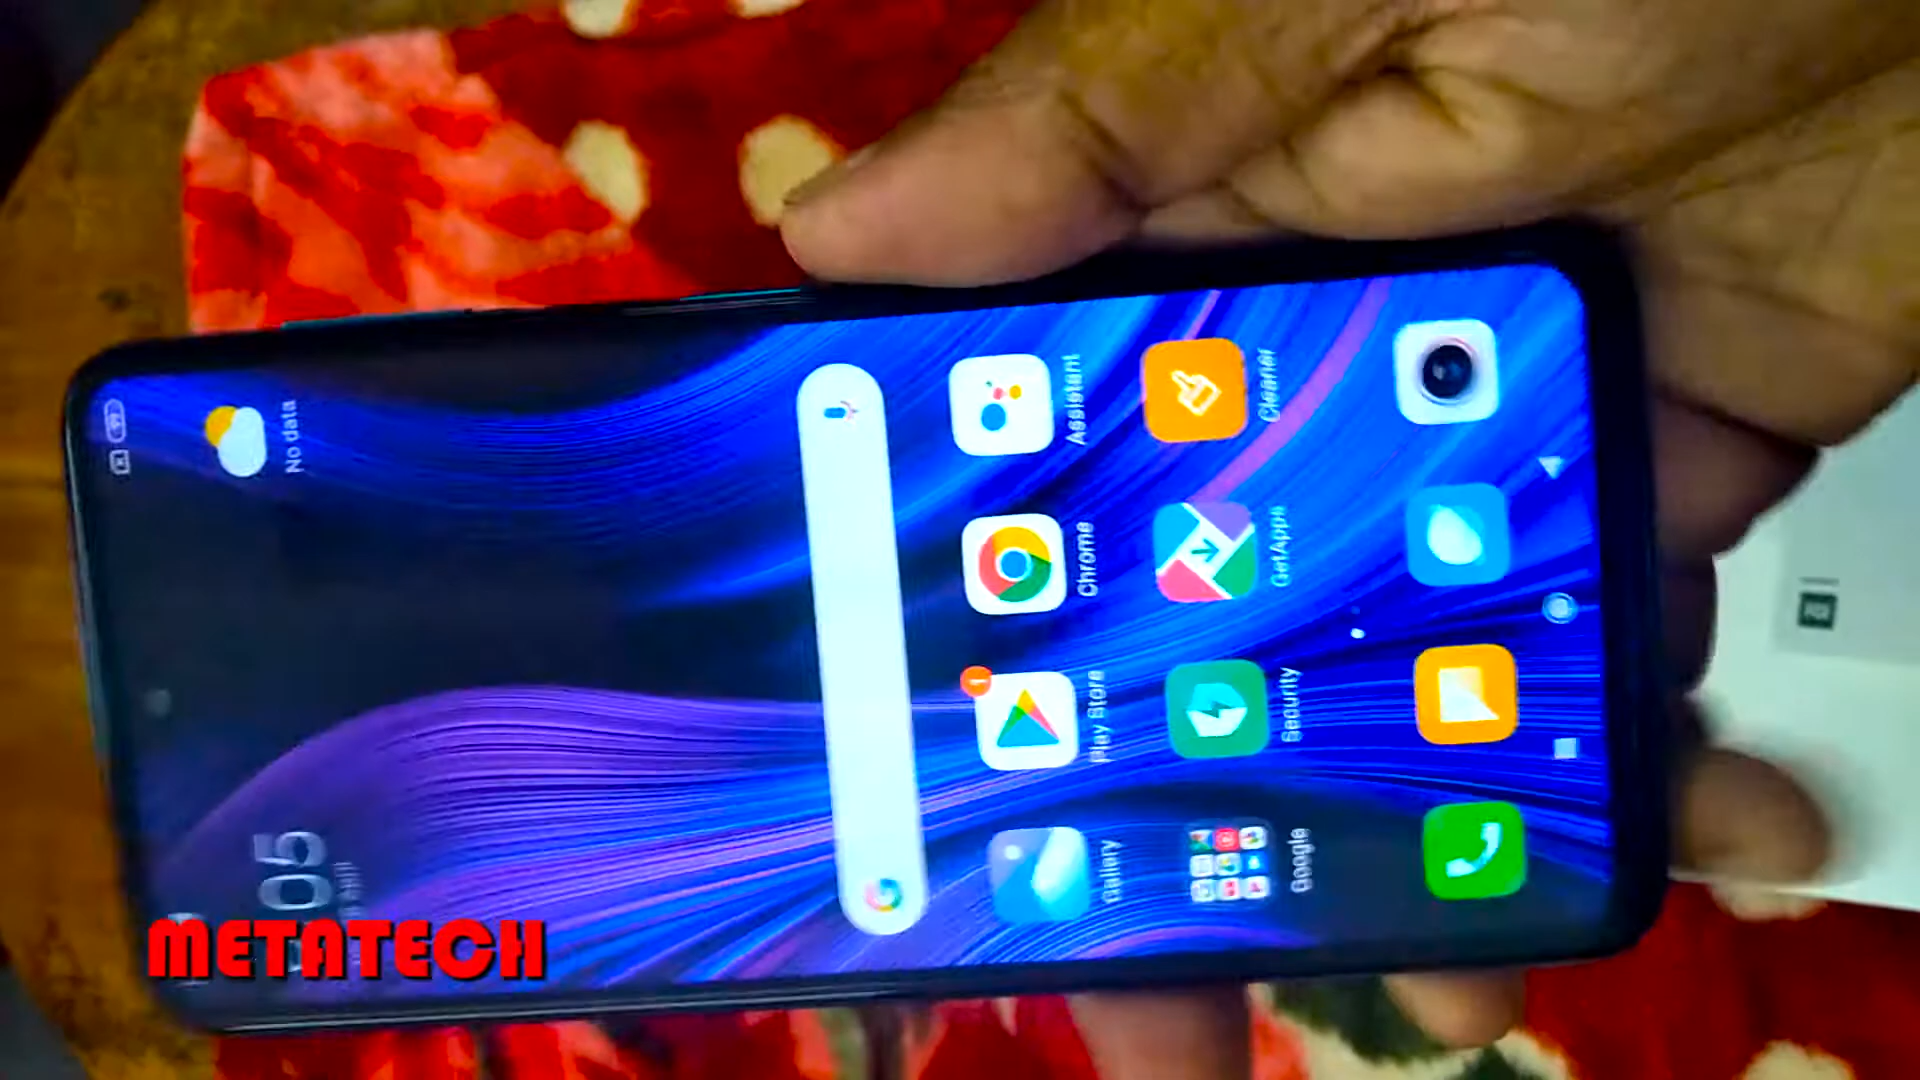 No data
:05
Gallery
Play Store
Chrome
Assistant
Google
Security
GetApps
Cleaner
METATECH